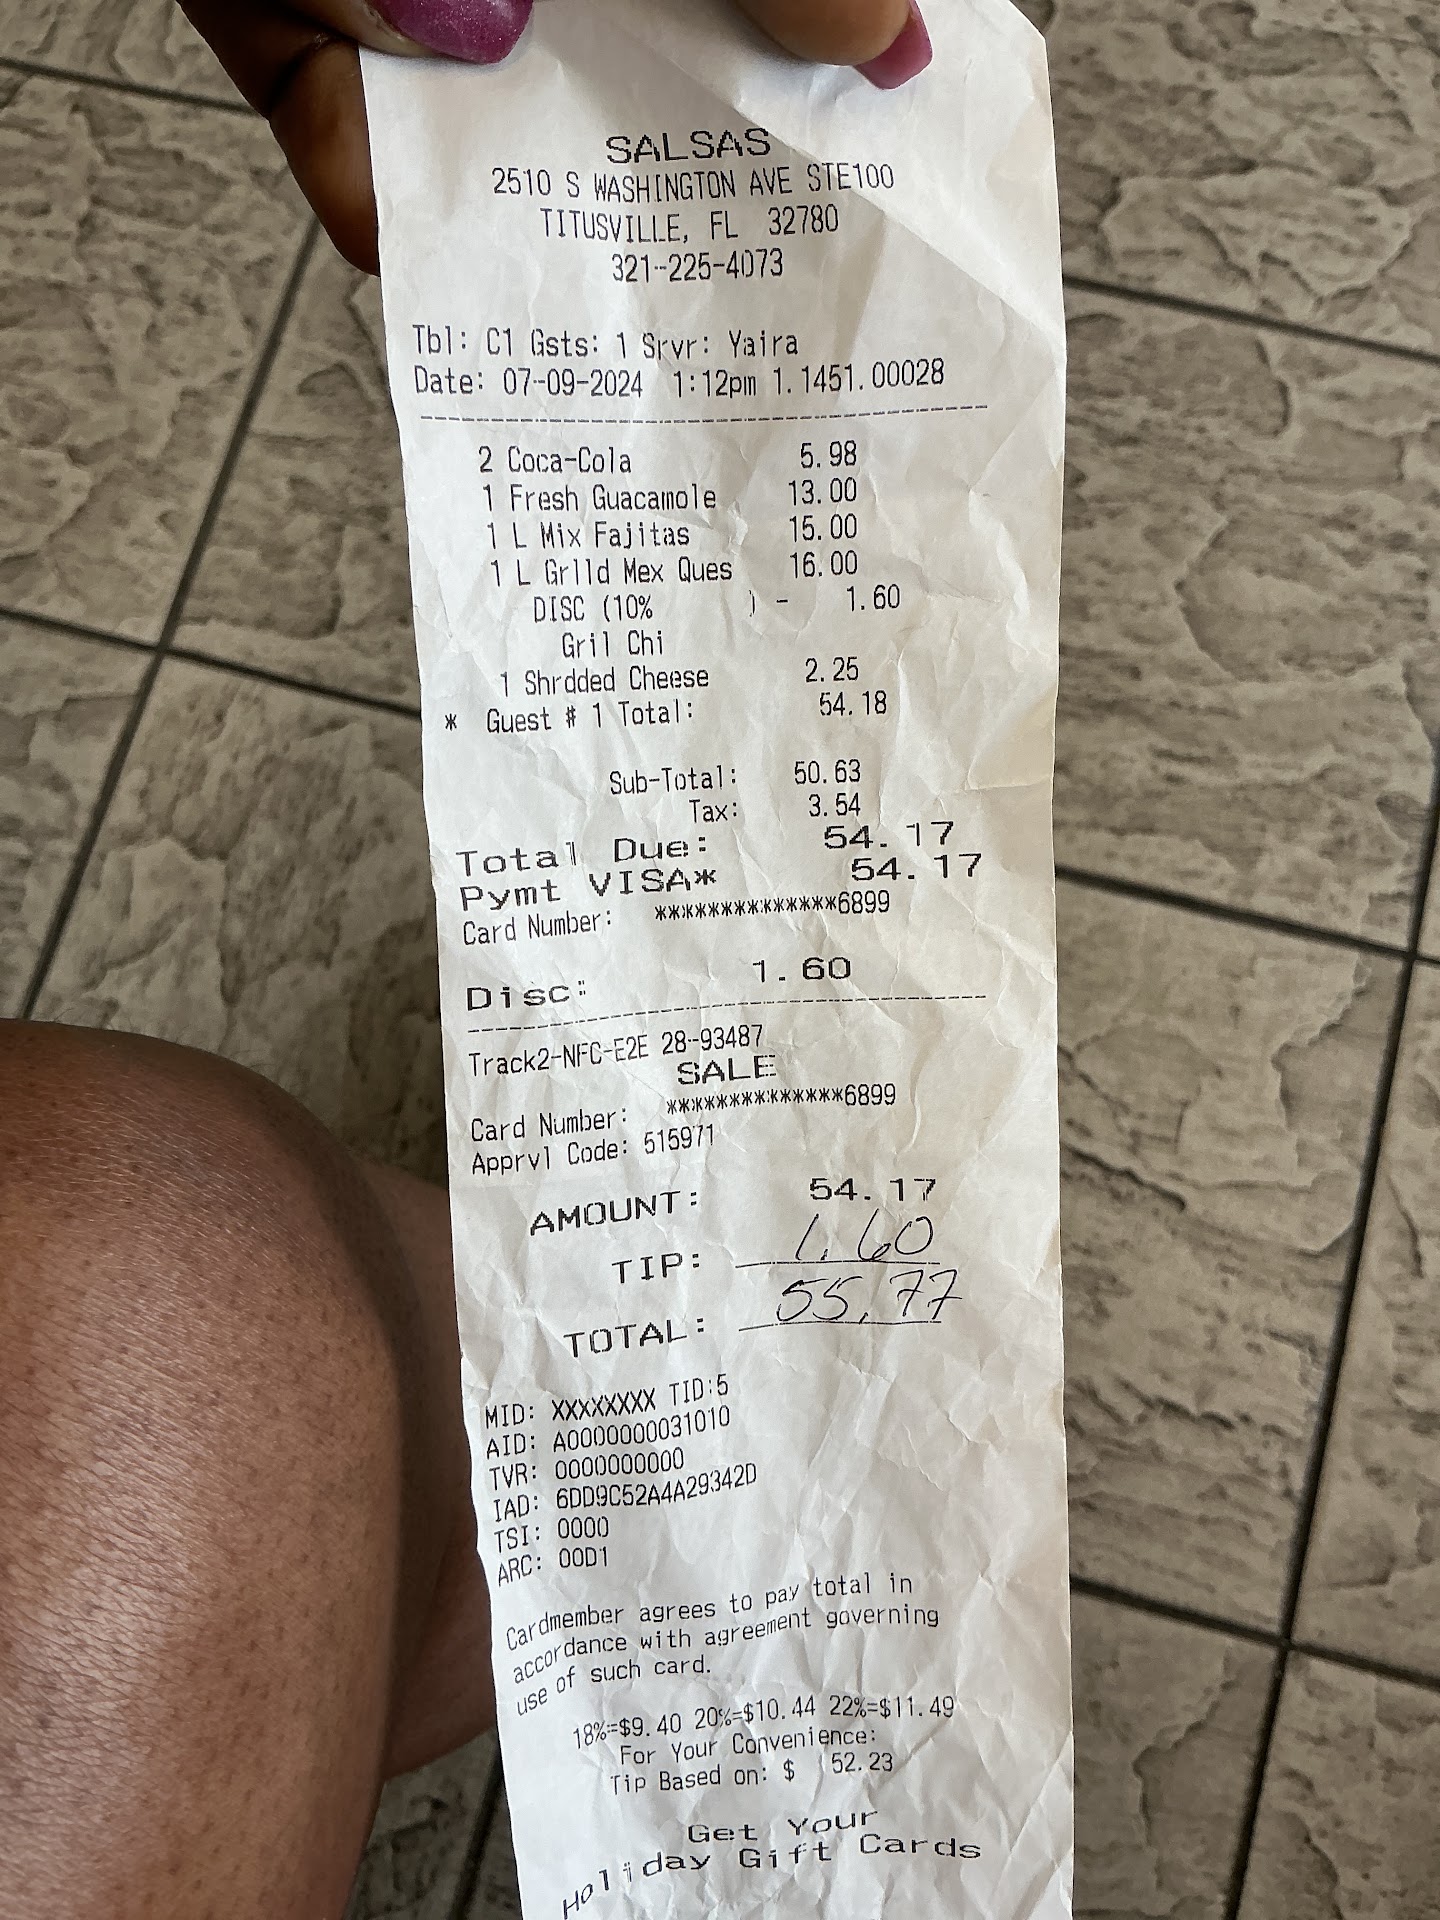 SALSAS
2510 S WASHINGTON AVE STE100
TITUSVILLE, FL 32780
321-225-4073
Tbl: C1 Gsts: 1 Srvr: Yaira
Date: 07-09-2024 1:12pm 1.1451.00028
2 Coca-Cola 5.98
1 Fresh Guacamole 13.00
1 L Mix Fajitas 15.00
1 L Grlld Mex Ques 16.00
DISC (10% ) - 1.60
Gril Chi
1 Shrdded Cheese 2.25
* Guest # 1 Total: 54.18
Sub-Total: 50.63
Tax: 3.54
Total Due: 54.17
Pymt VISA* 54.17
Card Number: *************6899
Disc: 1.60
Track2-NFC-E2E 28-93487
SALE
Card Number: *************6899
Apprvl Code: 515971
AMOUNT: 54.17
TIP: 1.60
TOTAL: 55.77
MID: XXXXXXXX TID:5
AID: A0000000031010
TVR: 0000000000
IAD: 6DD9C52A4A29342D
TSI: 0000
ARC: 00D1
Cardmember agrees to pay total in
accordance with agreement governing
use of such card.
18%=$9.40 20%=$10.44 22%=$11.49
For Your Convenience:
Tip Based on: $ 52.23
Get Your
Holiday Gift Cards